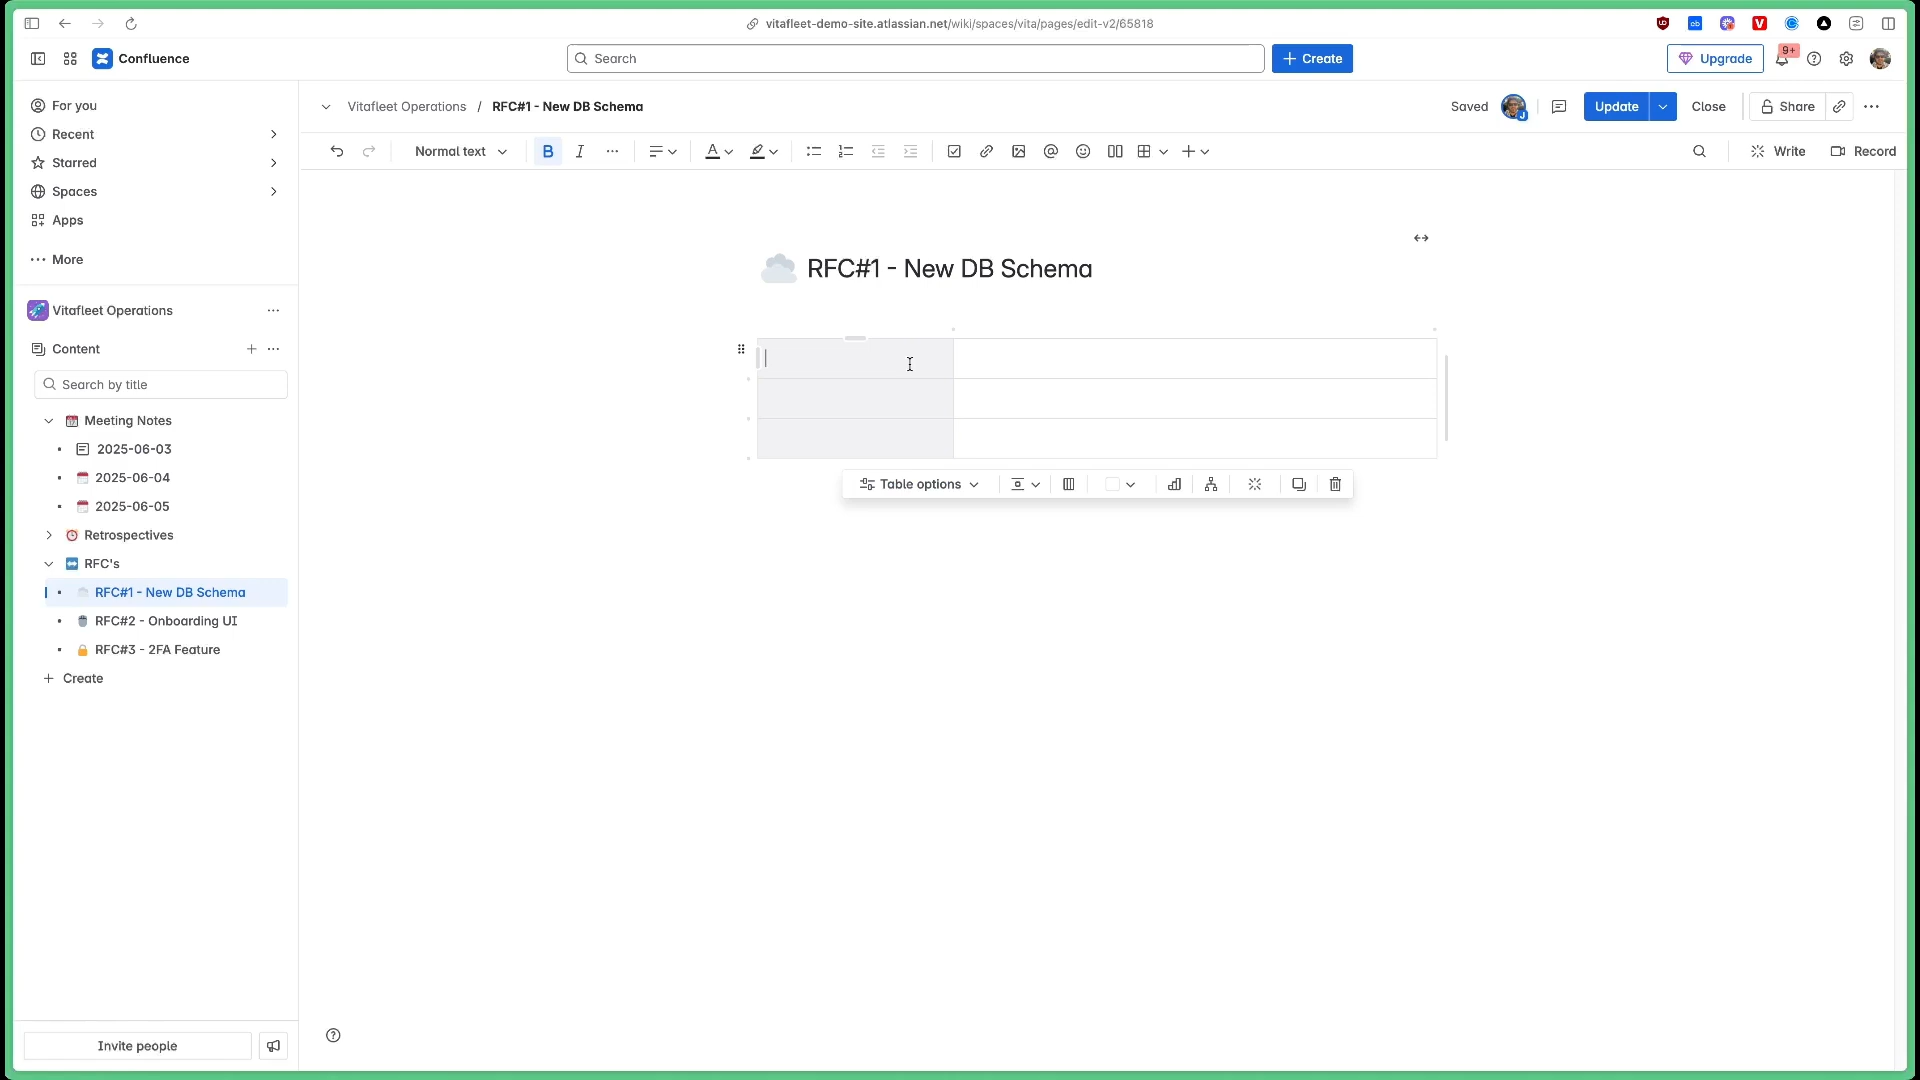 vitafleet-demo-site.atlassian.net/wiki/spaces/vita/pages/edit-v2/65818
Confluence
Search
Create
Upgrade
9+
For you
Recent
Starred
Spaces
Apps
More
Vitafleet Operations
Content
Search by title
Meeting Notes
2025-06-03
2025-06-04
2025-06-05
Retrospectives
RFC's
RFC#1 - New DB Schema
RFC#2 - Onboarding UI
RFC#3 - 2FA Feature
Create
Invite people
Vitafleet Operations / RFC#1 - New DB Schema
Saved
J
Update
Close
Share
Normal text
B
I
A
Write
Record
RFC#1 - New DB Schema
Table options